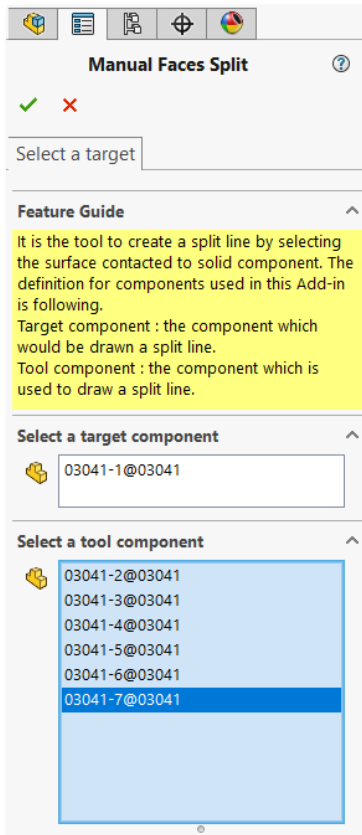 Manual Faces Split
Select a target
Feature Guide
It is the tool to create a split line by selecting
the surface contacted to solid component. The
definition for components used in this Add-in
is following.
Target component : the component which
would be drawn a split line.
Tool component : the component which is
used to draw a split line.
Select a target component
03041-1@03041
Select a tool component
03041-2@03041
03041-3@03041
03041-4@03041
03041-5@03041
03041-6@03041
03041-7@03041